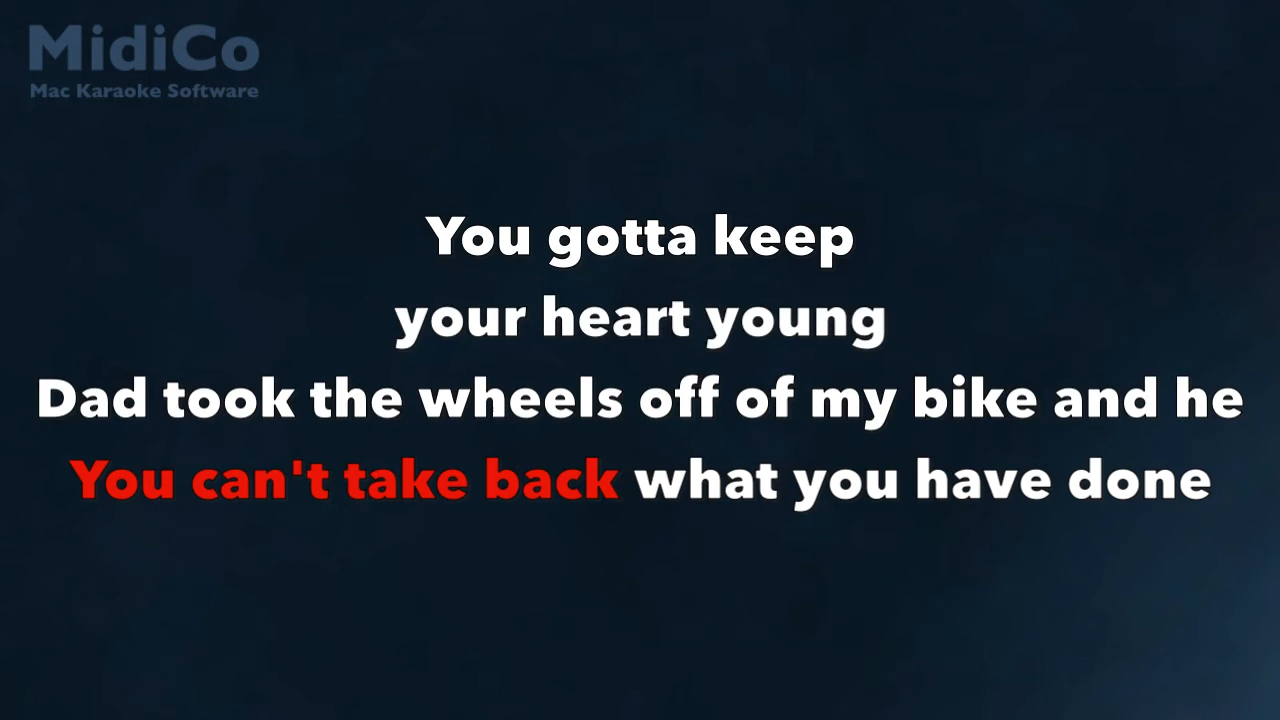 MidiCo
Mac Karaoke Software
You gotta keep
your heart young
Dad took the wheels off of my bike and he
You can't take back what you have done